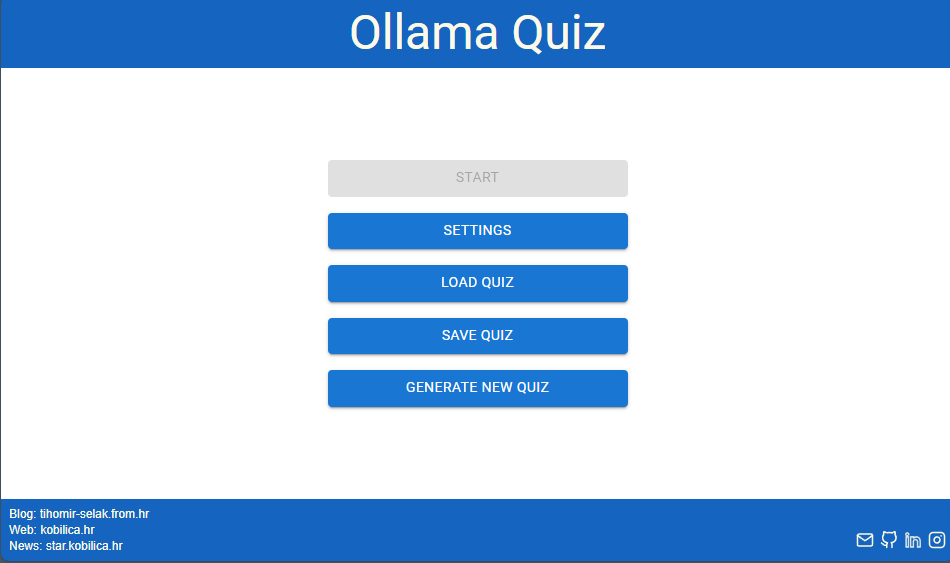 Ollama Quiz
START
SETTINGS
LOAD QUIZ
SAVE QUIZ
GENERATE NEW QUIZ
Blog: tihomir-selak.from.hr
Web: kobilica.hr
News: star.kobilica.hr